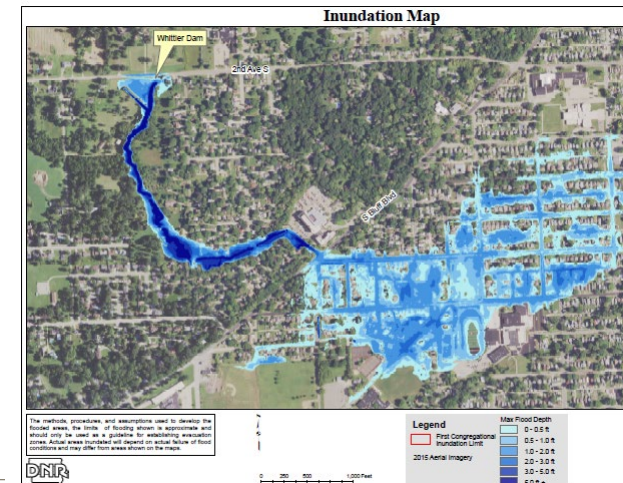 Inundation Map
Whittler Dam
2nd Ave S
S Bluff Blvd
The methods, procedures, and assumptions used to develop the
flooded areas, the limits of flooding shown is approximate and
should only be used as a guideline for establishing evacuation
zones. Actual areas inundated will depend on actual failure of flood
conditions and may differ from areas shown on the maps.
DNR
0 250 500 1,000 Feet
Legend
First Congregational
Inundation Limit
2015 Aerial Imagery
Max Flood Depth
0 - 0.5 ft
0.5 - 1.0 ft
1.0 - 2.0 ft
2.0 - 3.0 ft
3.0 - 5.0 ft
5.0 ft +